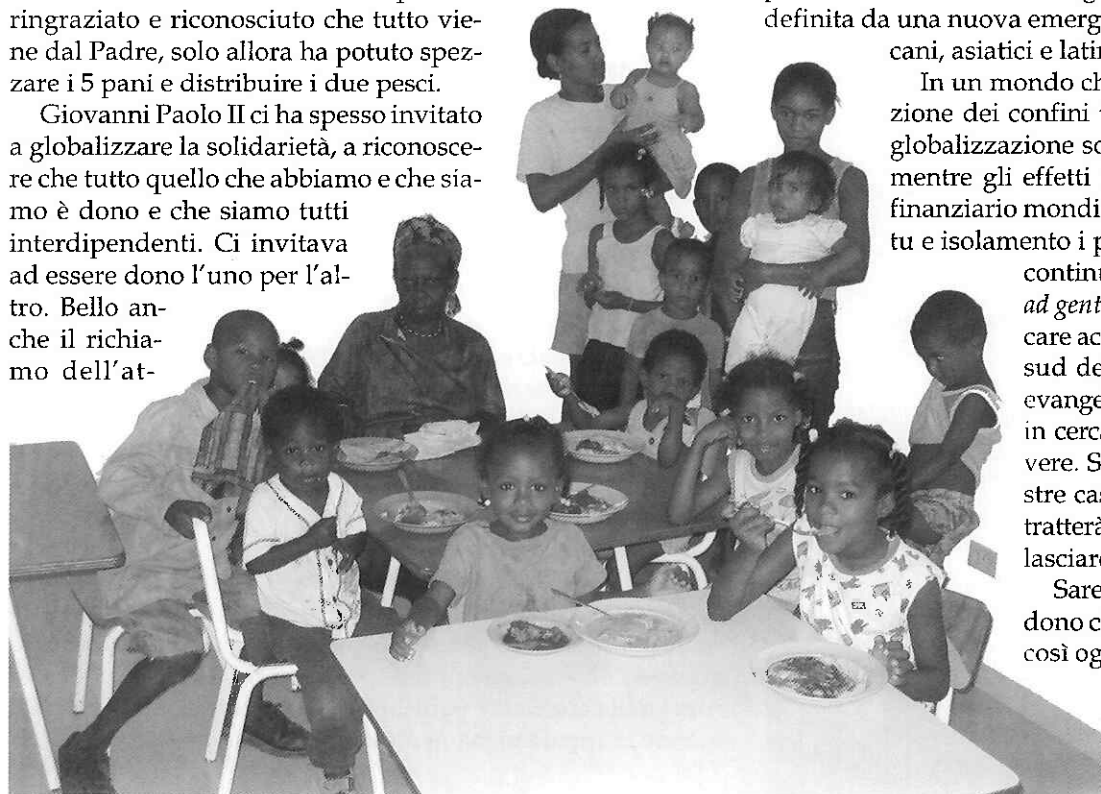 ringraziato e riconosciuto che tutto vie-
ne dal Padre, solo allora ha potuto spez-
zare i 5 pani e distribuire i due pesci.
Giovanni Paolo II ci ha spesso invitato
a globalizzare la solidarietà, a riconosce-
re che tutto quello che abbiamo e che sia-
mo è dono e che siamo tutti
interdipendenti. Ci invitava
ad essere dono l'uno per l'al-
tro. Bello an-
che il richia-
mo dell'at-
definita da una nuova emerg
cani, asiatici e latin
In un mondo ch
zione dei confini
globalizzazione so
mentre gli effetti
finanziario mondi
tu e isolamento i p
continu
ad gent
care ac
sud de
evange
in cerca
vere. S
stre cas
tratterà
lasciare
Sare
dono c
così og